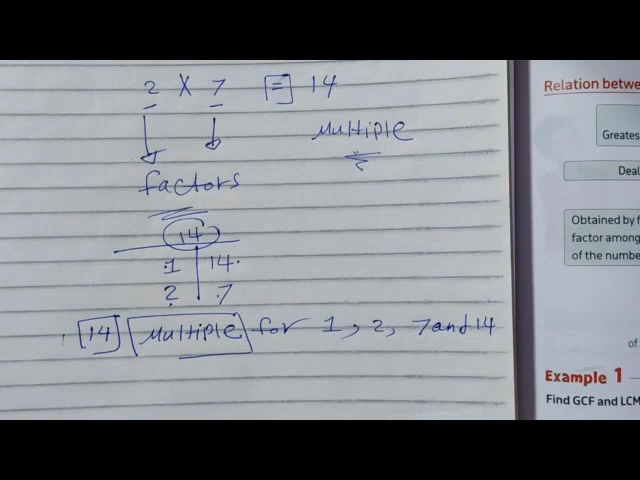 2 X 7 = 14
Multiple
factors
14
1 14
2 7
14 Multiple for 1, 2, 7 and 14
Relation betwe
Greates
Deal
Obtained by f
factor among
of the numbe
of
Example 1
Find GCF and LCM